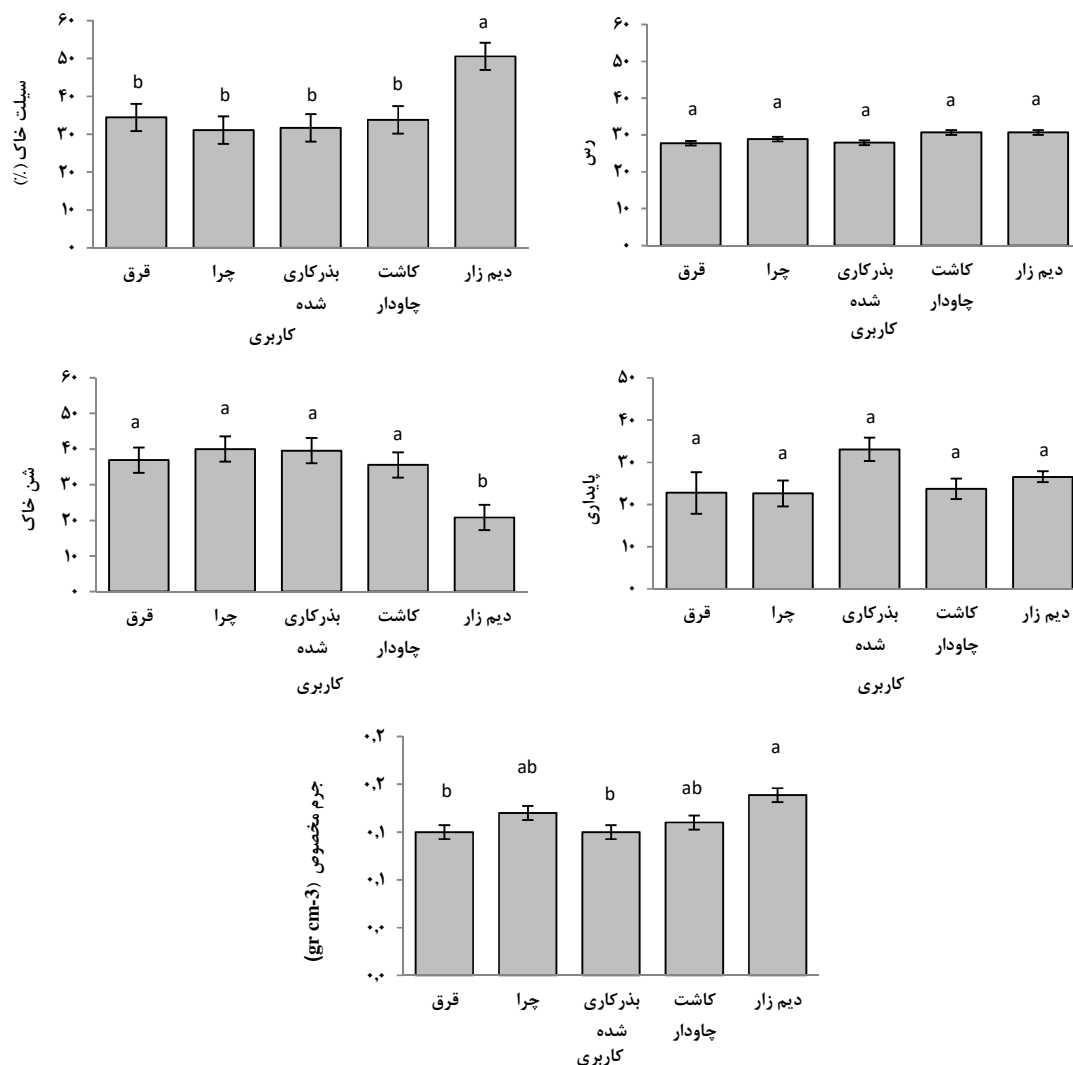 سیلت خاک (٪)
۶۰
۵۰
۴۰
۳۰
۲۰
۱۰
۰
b
b
b
b
a
قرق
چرا
بذرکاری شده
کاشت چاودار
دیم زار
کاربری
رس
۶۰
۵۰
۴۰
۳۰
۲۰
۱۰
۰
a
a
a
a
a
قرق
چرا
بذرکاری شده
کاشت چاودار
دیم زار
کاربری
شن خاک
۶۰
۵۰
۴۰
۳۰
۲۰
۱۰
۰
a
a
a
a
b
قرق
چرا
بذرکاری شده
کاشت چاودار
دیم زار
کاربری
پایداری
۵۰
۴۰
۳۰
۲۰
۱۰
۰
a
a
a
a
a
قرق
چرا
بذرکاری شده
کاشت چاودار
دیم زار
کاربری
جرم مخصوص (gr cm-3)
۰,۲
۰,۲
۰,۱
۰,۱
۰,۰
۰,۰
b
ab
b
ab
a
قرق
چرا
بذرکاری شده
کاشت چاودار
دیم زار
کاربری